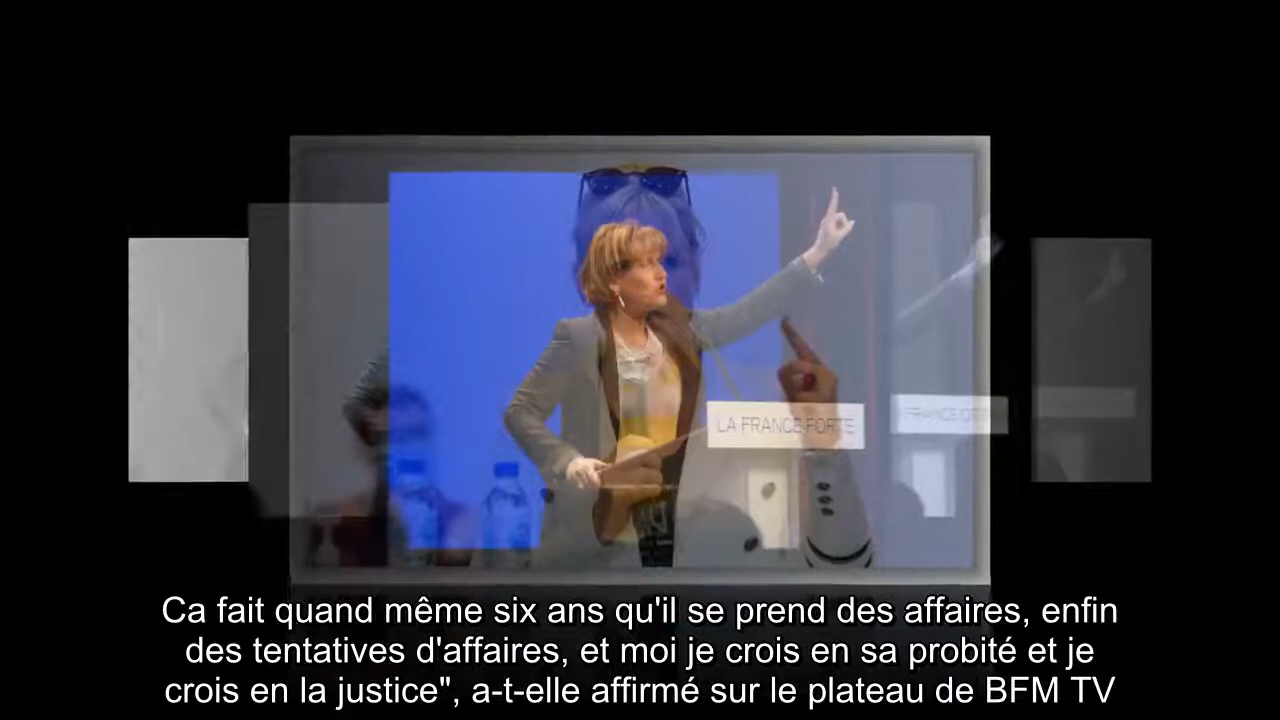 LA FRANCE FORTE
FRANCE
Ca fait quand même six ans qu'il se prend des affaires, enfin
des tentatives d'affaires, et moi je crois en sa probité et je
crois en la justice", a-t-elle affirmé sur le plateau de BFM TV